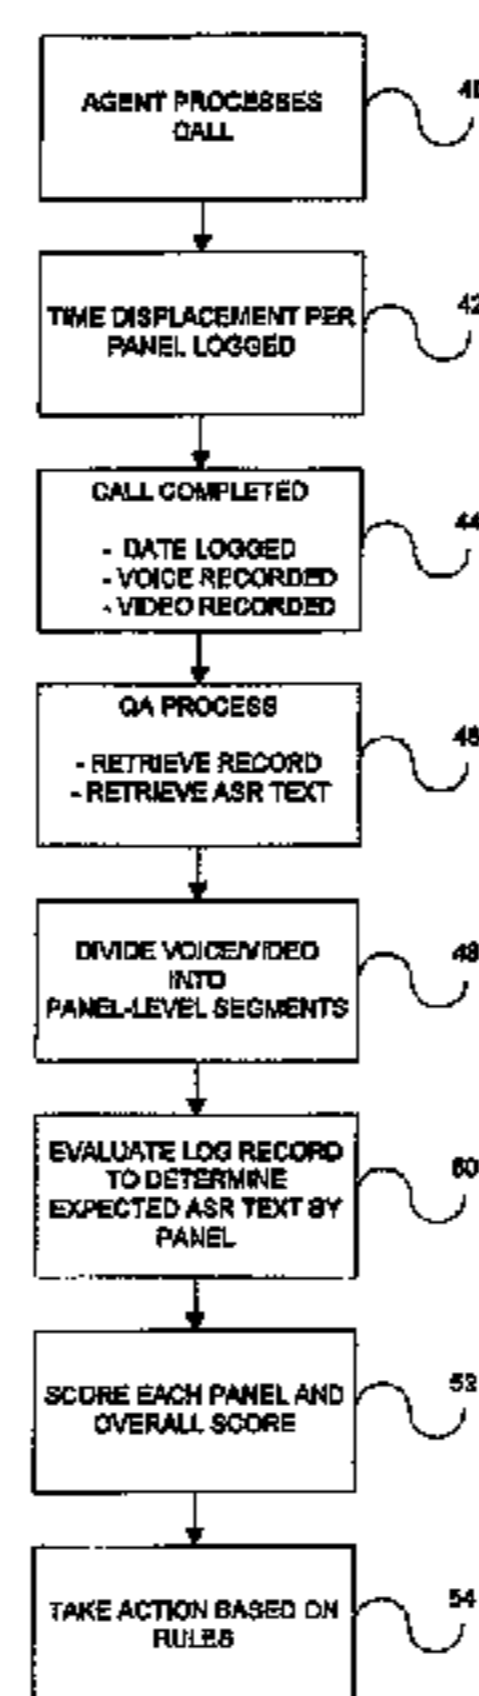 AGENT PROCESSES
CALL
40
TIME DISPLACEMENT PER
PANEL LOGGED
42
CALL COMPLETED
- DATE LOGGED
- VOICE RECORDED
- VIDEO RECORDED
44
QA PROCESS
- RETRIEVE RECORD
- RETRIEVE ASR TEXT
46
DIVIDE VOICE/VIDEO
INTO
PANEL-LEVEL SEGMENTS
48
EVALUATE LOG RECORD
TO DETERMINE
EXPECTED ASR TEXT BY
PANEL
50
SCORE EACH PANEL AND
OVERALL SCORE
52
TAKE ACTION BASED ON
RULES
54